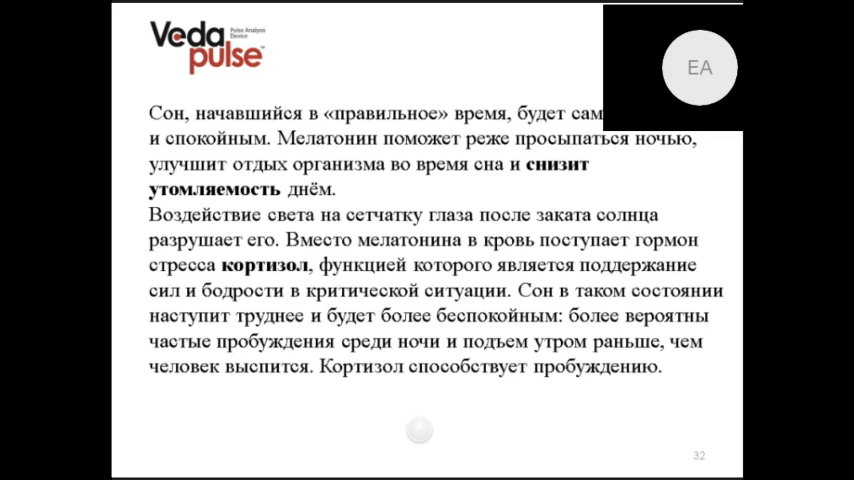 Veda
pulse™
Pulse Analysis
Device
EA
Сон, начавшийся в «правильное» время, будет
и спокойным. Мелатонин поможет реже просыпаться ночью,
улучшит отдых организма во время сна и снизит
утомляемость днём.
Воздействие света на сетчатку глаза после заката солнца
разрушает его. Вместо мелатонина в кровь поступает гормон
стресса кортизол, функцией которого является поддержание
сил и бодрости в критической ситуации. Сон в таком состоянии
наступит труднее и будет более беспокойным: более вероятны
частые пробуждения среди ночи и подъем утром раньше, чем
человек выспится. Кортизол способствует пробуждению.
32